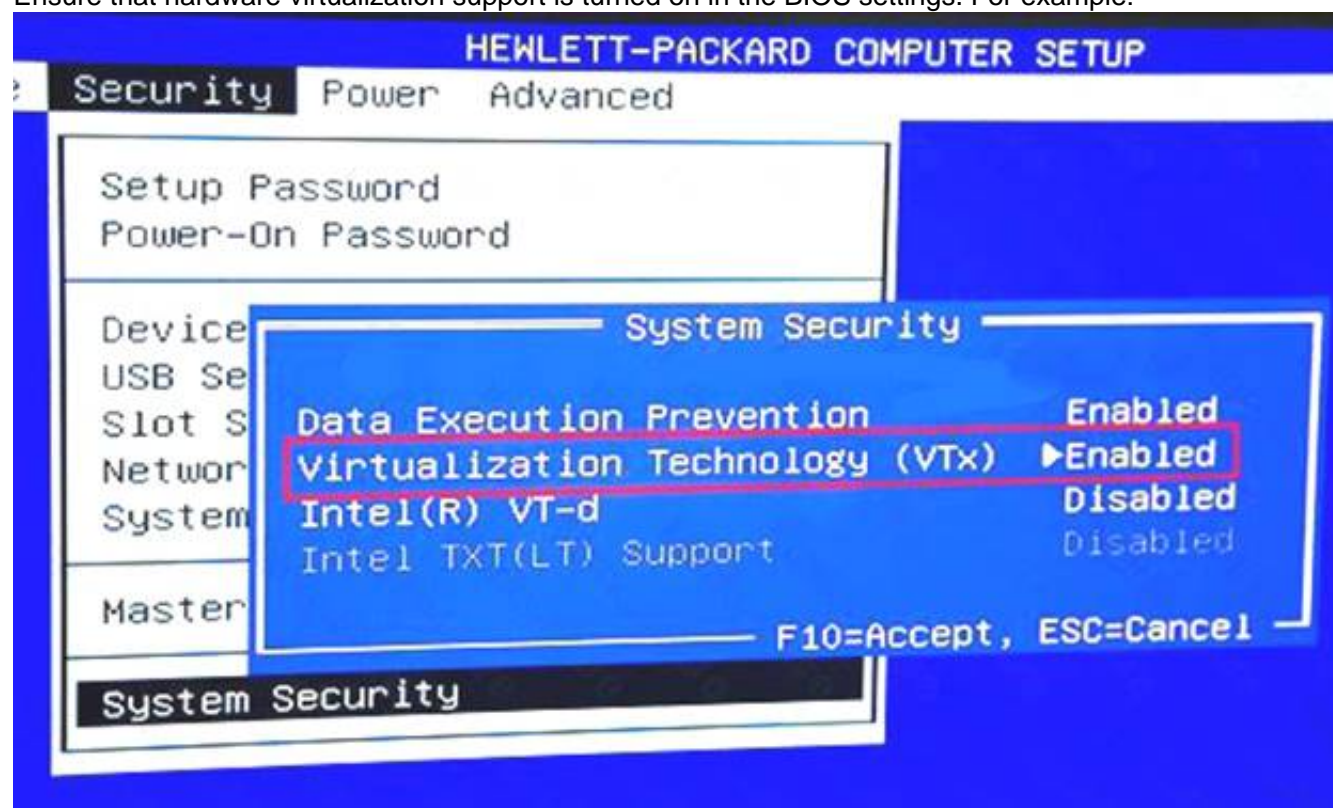 Ensure that hardware virtualization support is turned on in the BIOS settings. For example:
HEWLETT-PACKARD COMPUTER SETUP
Security Power Advanced
Setup Password
Power-On Password
Device
USB Se
Slot S
Networ
System
Master
System Security
System Security
Data Execution Prevention Enabled
Virtualization Technology (VTx) ▶Enabled
Intel(R) VT-d Disabled
Intel TXT(LT) Support Disabled
F10=Accept, ESC=Cancel